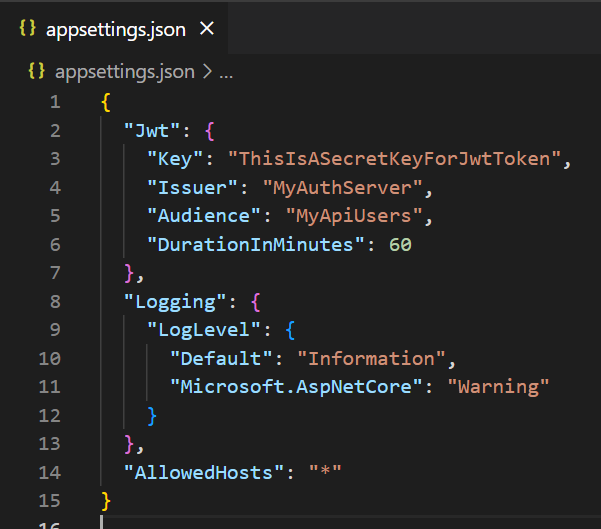 {} appsettings.json ×
{} appsettings.json > ...
1 {
2   "Jwt": {
3     "Key": "ThisIsASecretKeyForJwtToken",
4     "Issuer": "MyAuthServer",
5     "Audience": "MyApiUsers",
6     "DurationInMinutes": 60
7   },
8   "Logging": {
9     "LogLevel": {
10       "Default": "Information",
11       "Microsoft.AspNetCore": "Warning"
12     }
13   },
14   "AllowedHosts": "*"
15 }
16